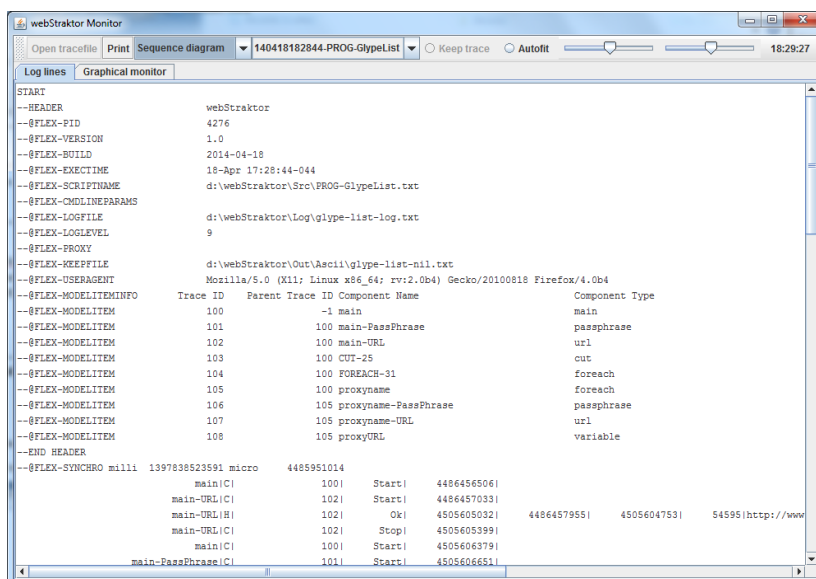 webStraktor Monitor
Open tracefile Print Sequence diagram 140418182844-PROG-GlypeList Keep trace Autofit 18:29:27
Log lines Graphical monitor
START
--HEADER webStraktor
--@FLEX-PID 4276
--@FLEX-VERSION 1.0
--@FLEX-BUILD 2014-04-18
--@FLEX-EXECTIME 18-Apr 17:28:44-044
--@FLEX-SCRIPTNAME d:\webStraktor\Src\PROG-GlypeList.txt
--@FLEX-CMDLINEPARAMS
--@FLEX-LOGFILE d:\webStraktor\Log\glype-list-log.txt
--@FLEX-LOGLEVEL 9
--@FLEX-PROXY
--@FLEX-KEEPFILE d:\webStraktor\Out\Ascii\glype-list-nil.txt
--@FLEX-USERAGENT Mozilla/5.0 (X11; Linux x86_64; rv:2.0b4) Gecko/20100818 Firefox/4.0b4
--@FLEX-MODELITEMINFO Trace ID Parent Trace ID Component Name Component Type
--@FLEX-MODELITEM 100 -1 main main
--@FLEX-MODELITEM 101 100 main-PassPhrase passphrase
--@FLEX-MODELITEM 102 100 main-URL url
--@FLEX-MODELITEM 103 100 CUT-25 cut
--@FLEX-MODELITEM 104 100 FOREACH-31 foreach
--@FLEX-MODELITEM 105 100 proxyname foreach
--@FLEX-MODELITEM 106 105 proxyname-PassPhrase passphrase
--@FLEX-MODELITEM 107 105 proxyname-URL url
--@FLEX-MODELITEM 108 105 proxyURL variable
--END HEADER
--@FLEX-SYNCHRO milli 1397838523591 micro 4485951014
main|C| 100| Start| 4486456506|
main-URL|C| 102| Start| 4486457033|
main-URL|H| 102| Ok| 4505605032| 4486457955| 4505604753| 54595|http://www
main-URL|C| 102| Stop| 4505605399|
main|C| 100| Start| 4505606379|
main-PassPhrase|C| 101| Start| 4505606651|